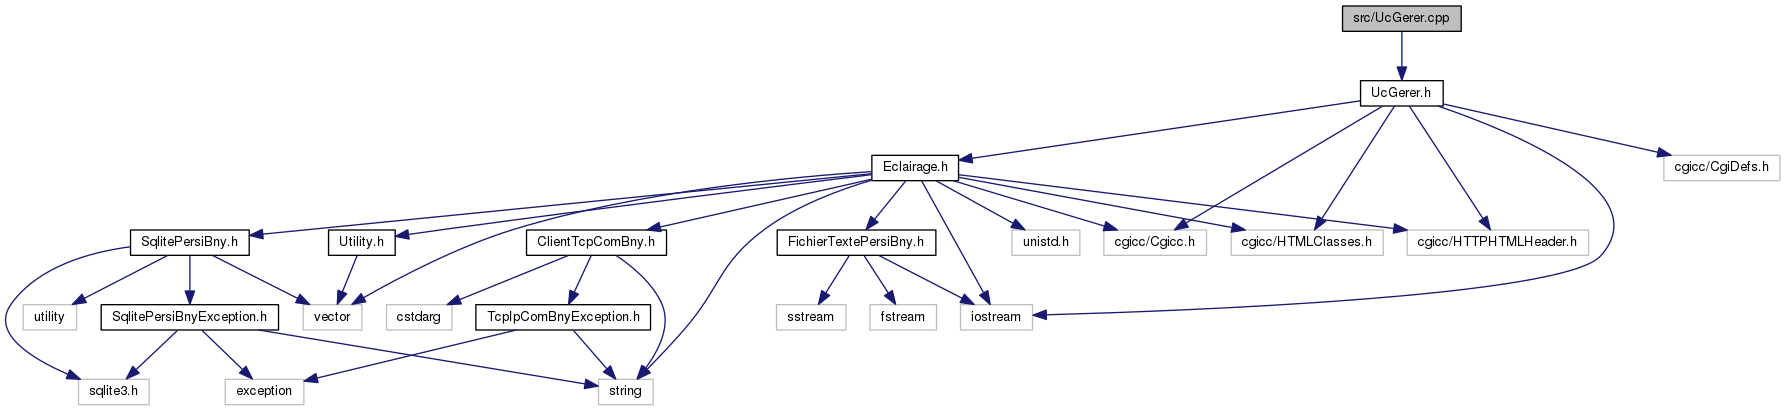 src/UcGerer.cpp
UcGerer.h
Eclairage.h
cgicc/CgiDefs.h
SqlitePersiBny.h
Utility.h
ClientTcpComBny.h
FichierTextePersiBny.h
unistd.h
cgicc/Cgicc.h
cgicc/HTMLClasses.h
cgicc/HTTPHTMLHeader.h
utility
SqlitePersiBnyException.h
vector
cstdarg
TcpIpComBnyException.h
sstream
fstream
iostream
sqlite3.h
exception
string